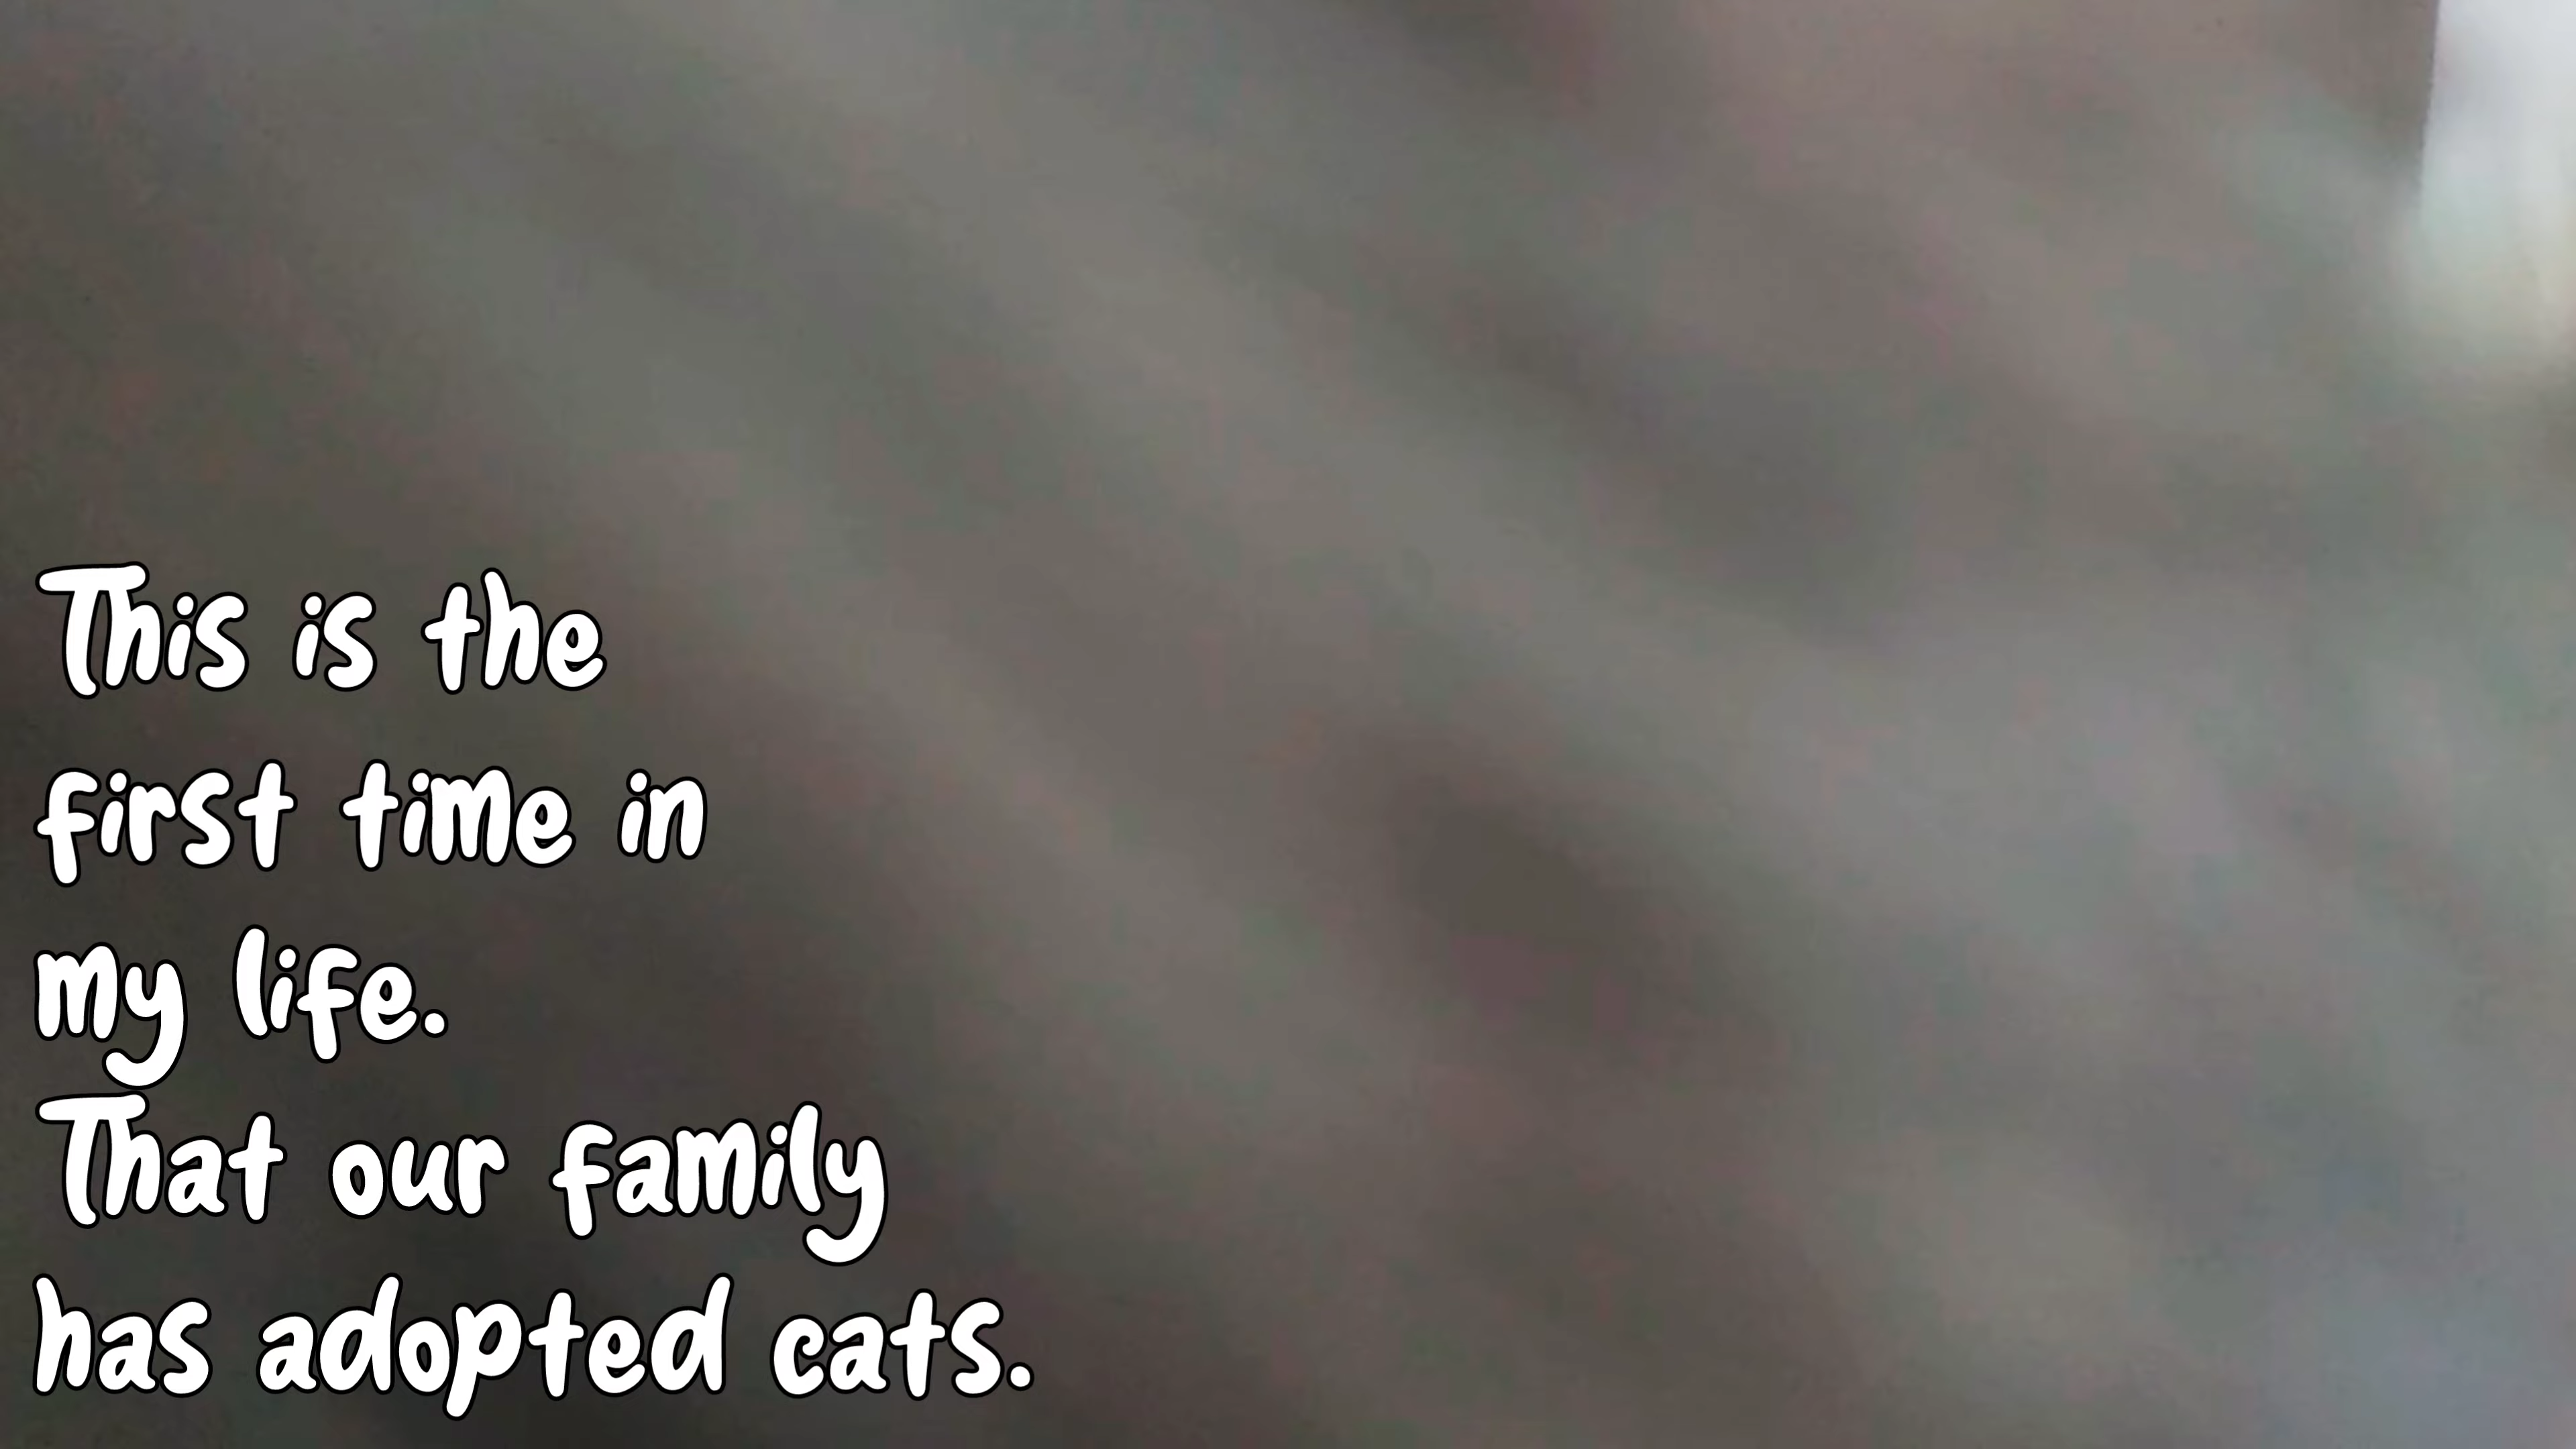 This is the
first time in
my life.
That our family
has adopted cats.